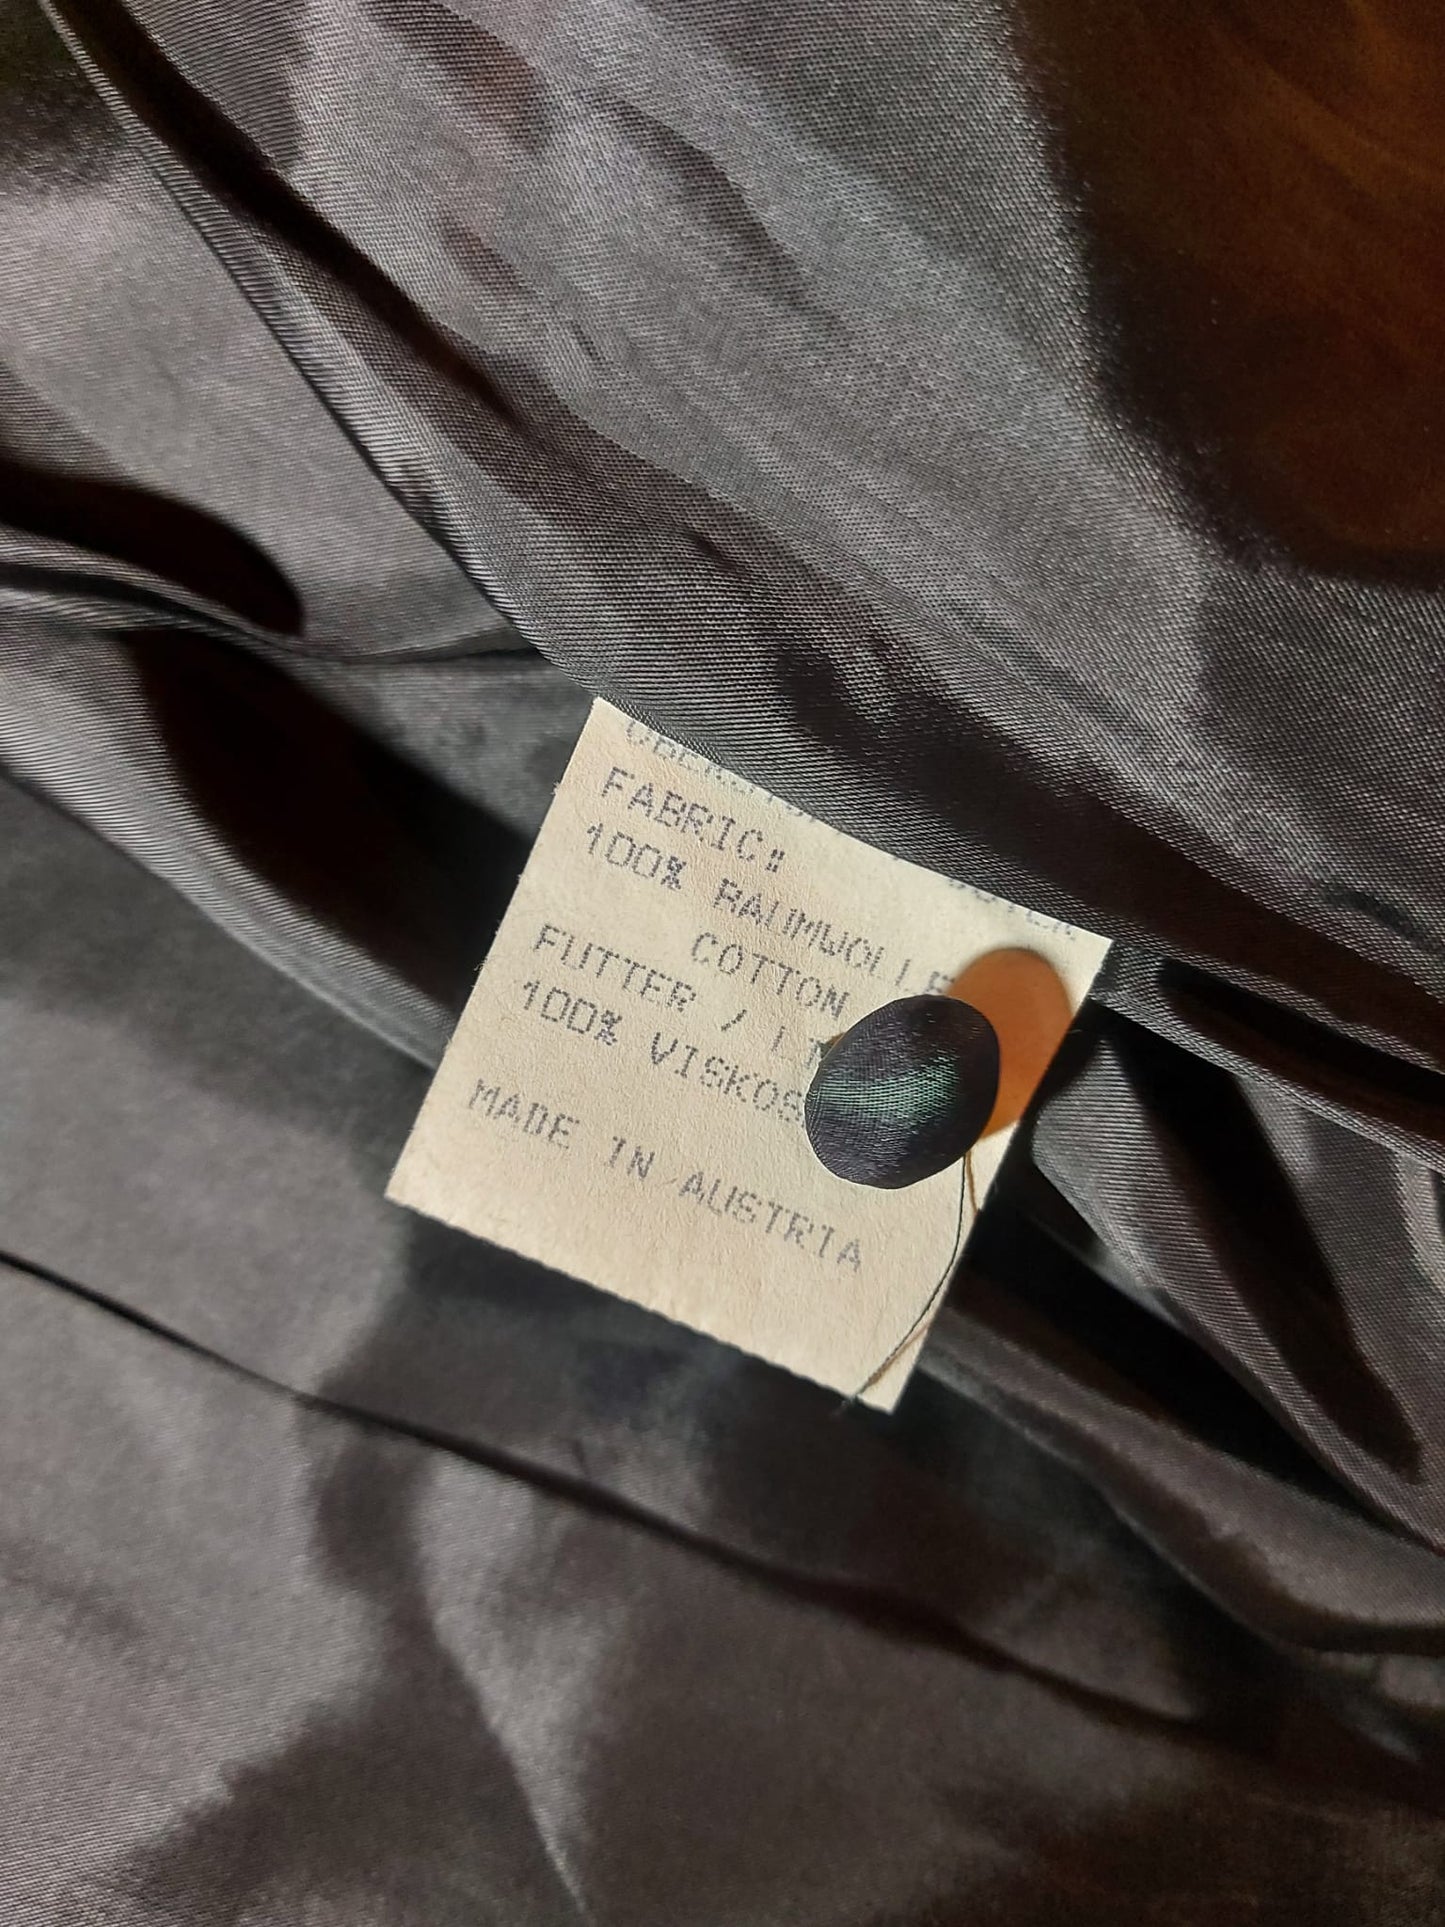 FABRIC:
100% BAUMWOLLE
COTTON
FUTTER /
100% VISKOS
MADE IN AUSTRIA